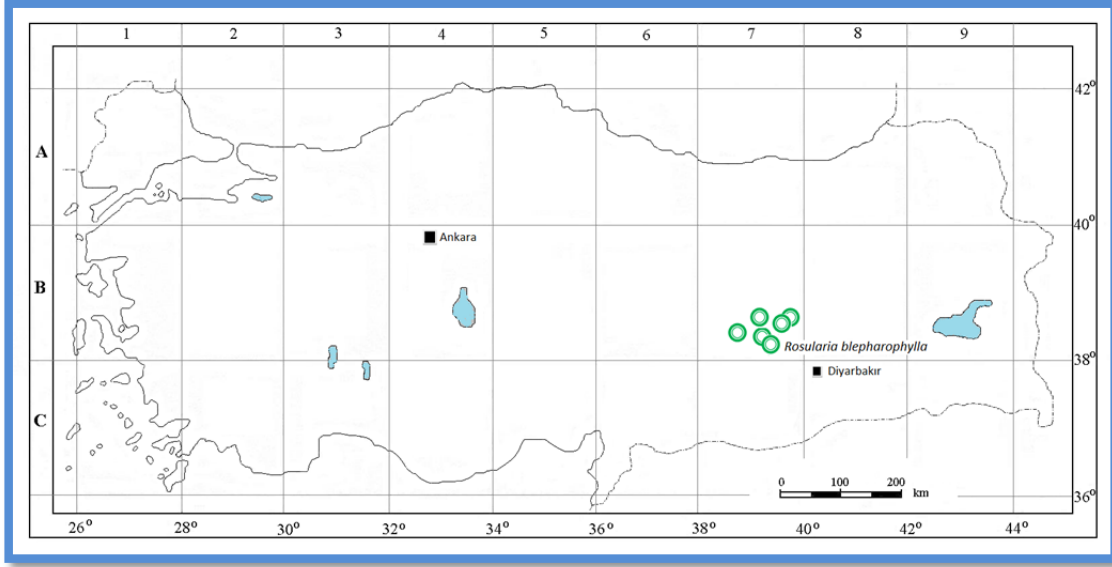 1 2 3 4 5 6 7 8 9
42°
A
40°
Ankara
B
Rosularia blepharophylla
38°
Diyarbakır
C
0 100 200
km
36°
26° 28° 30° 32° 34° 36° 38° 40° 42° 44°